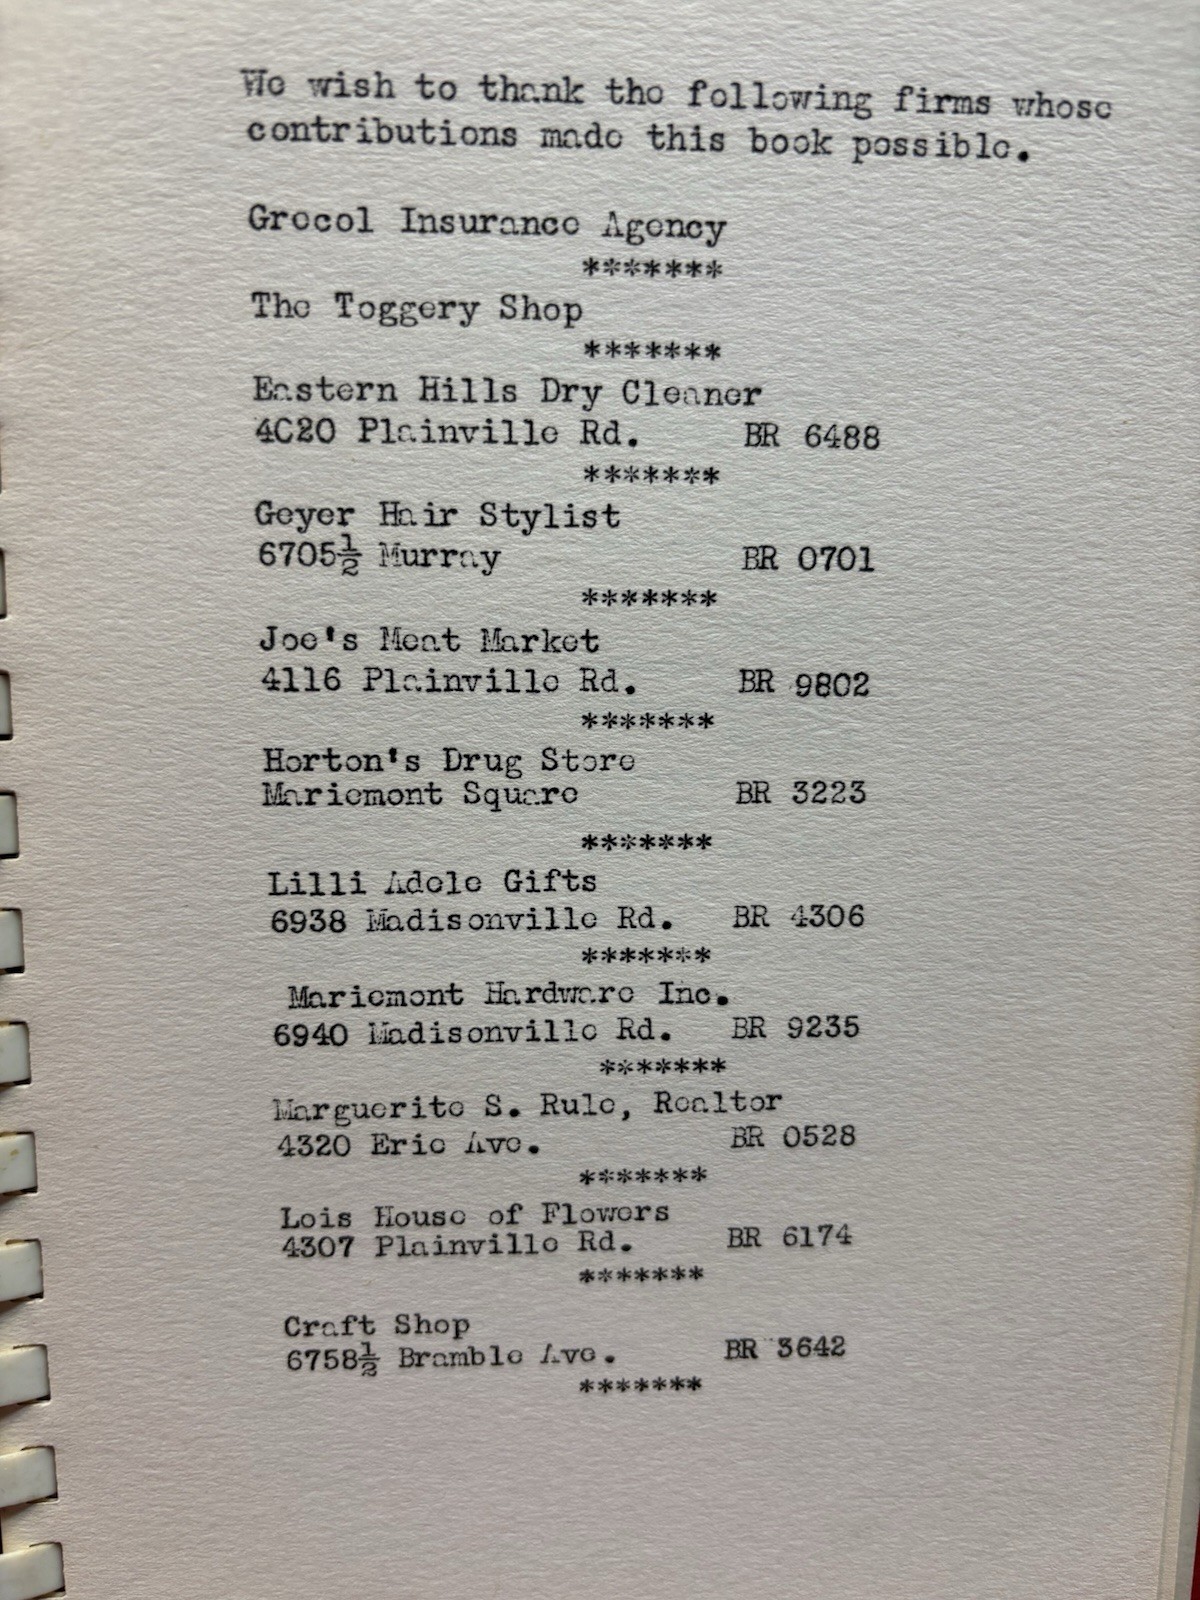 We wish to thank the following firms whose
contributions made this book possible.
Grecel Insurance Agency
*******
The Toggery Shop
*******
Eastern Hills Dry Cleaner
4020 Plainville Rd. BR 6488
*******
Geyer Hair Stylist
6705½ Murray BR 0701
*******
Joe's Meat Market
4116 Plainville Rd. BR 9802
*******
Horton's Drug Store
Mariemont Square BR 3223
*******
Lilli Adele Gifts
6938 Madisonville Rd. BR 4306
*******
Mariemont Hardware Inc.
6940 Madisonville Rd. BR 9235
*******
Marguerite S. Rule, Realtor
4320 Erie Ave. BR 0528
*******
Lois House of Flowers
4307 Plainville Rd. BR 6174
*******
Craft Shop
6758½ Bramble Ave. BR 3642
*******